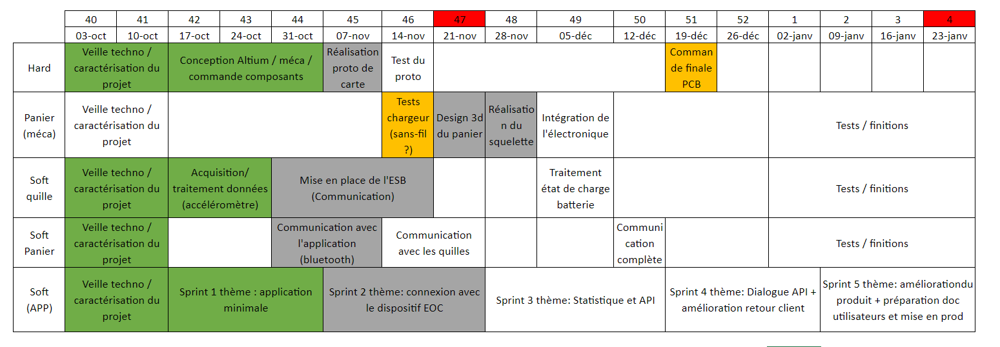 40 41 42 43 44 45 46 47 48 49 50 51 52 1 2 3 4
03-oct 10-oct 17-oct 24-oct 31-oct 07-nov 14-nov 21-nov 28-nov 05-déc 12-déc 19-déc 26-déc 02-janv 09-janv 16-janv 23-janv
Hard
Veille techno /
caractérisation du
projet
Conception Altium / méca /
commande composants
Réalisation
proto de
carte
Test du
proto
Comman
de finale
PCB
Panier
(méca)
Veille techno /
caractérisation du
projet
Tests
chargeur
(sans-fil
?)
Design 3d
du panier
Réalisatio
n du
squelette
Intégration de
l'électronique
Tests / finitions
Soft
quille
Veille techno /
caractérisation du
projet
Acquisition/
traitement données
(accéléromètre)
Mise en place de l'ESB
(Communication)
Traitement
état de charge
batterie
Tests / finitions
Soft
Panier
Veille techno /
caractérisation du
projet
Communication avec
l'application
(bluetooth)
Communication
avec les quilles
Communi
cation
complète
Tests / finitions
Soft
(APP)
Veille techno /
caractérisation du
projet
Sprint 1 thème : application
minimale
Sprint 2 thème: connexion avec
le dispositif EOC
Sprint 3 thème: Statistique et API
Sprint 4 thème: Dialogue API +
amélioration retour client
Sprint 5 thème: améliorationdu
produit + préparation doc
utilisateurs et mise en prod